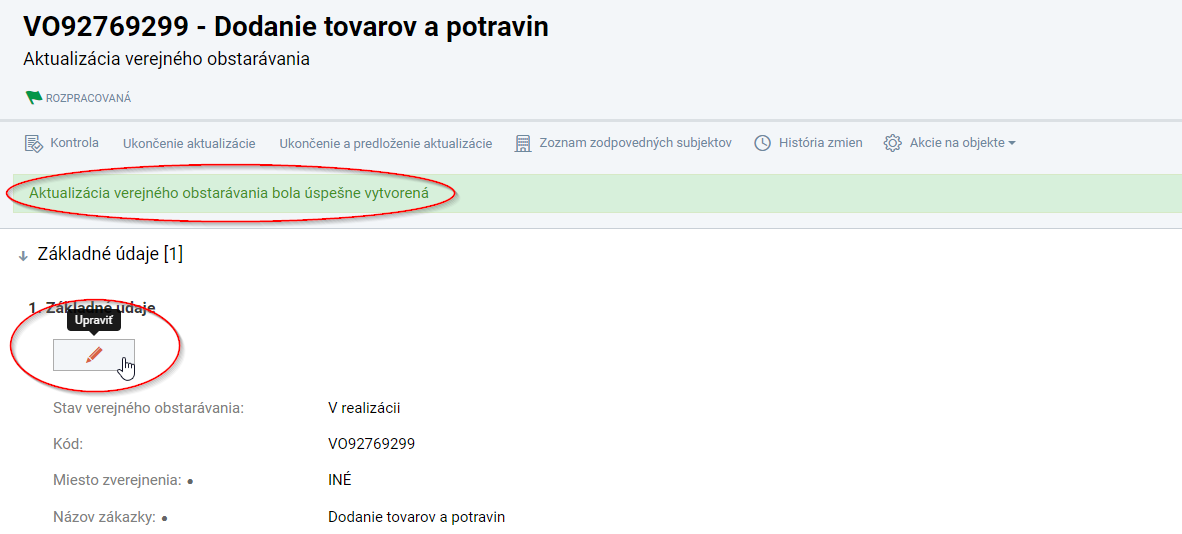 VO92769299 - Dodanie tovarov a potravin
Aktualizácia verejného obstarávania
ROZPRACOVANÁ
Kontrola Ukončenie aktualizácie Ukončenie a predloženie aktualizácie Zoznam zodpovedných subjektov História zmien Akcie na objekte
Aktualizácia verejného obstarávania bola úspešne vytvorená
Základné údaje [1]
1. Základné údaje
Upraviť
Stav verejného obstarávania: V realizácii
Kód: VO92769299
Miesto zverejnenia: INÉ
Názov zákazky: Dodanie tovarov a potravin